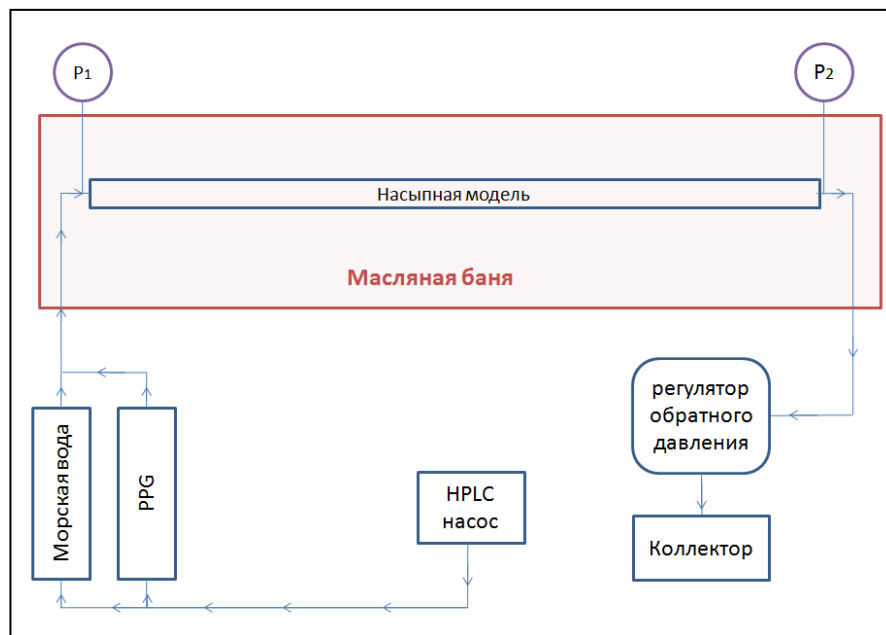 P1
P2
Насыпная модель
Масляная баня
Морская вода
PPG
HPLC
насос
регулятор
обратного
давления
Коллектор